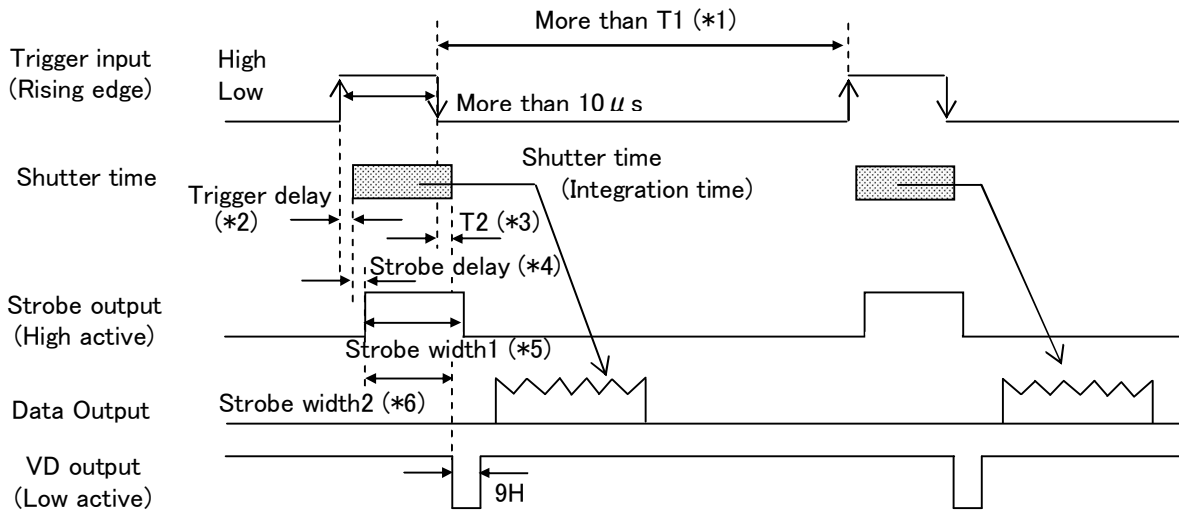 More than T1 (*1)
Trigger input
(Rising edge)
High
Low
More than 10μs
Shutter time
Shutter time
(Integration time)
Trigger delay
(*2)
T2 (*3)
Strobe delay (*4)
Strobe output
(High active)
Strobe width1 (*5)
Strobe width2 (*6)
Data Output
VD output
(Low active)
9H